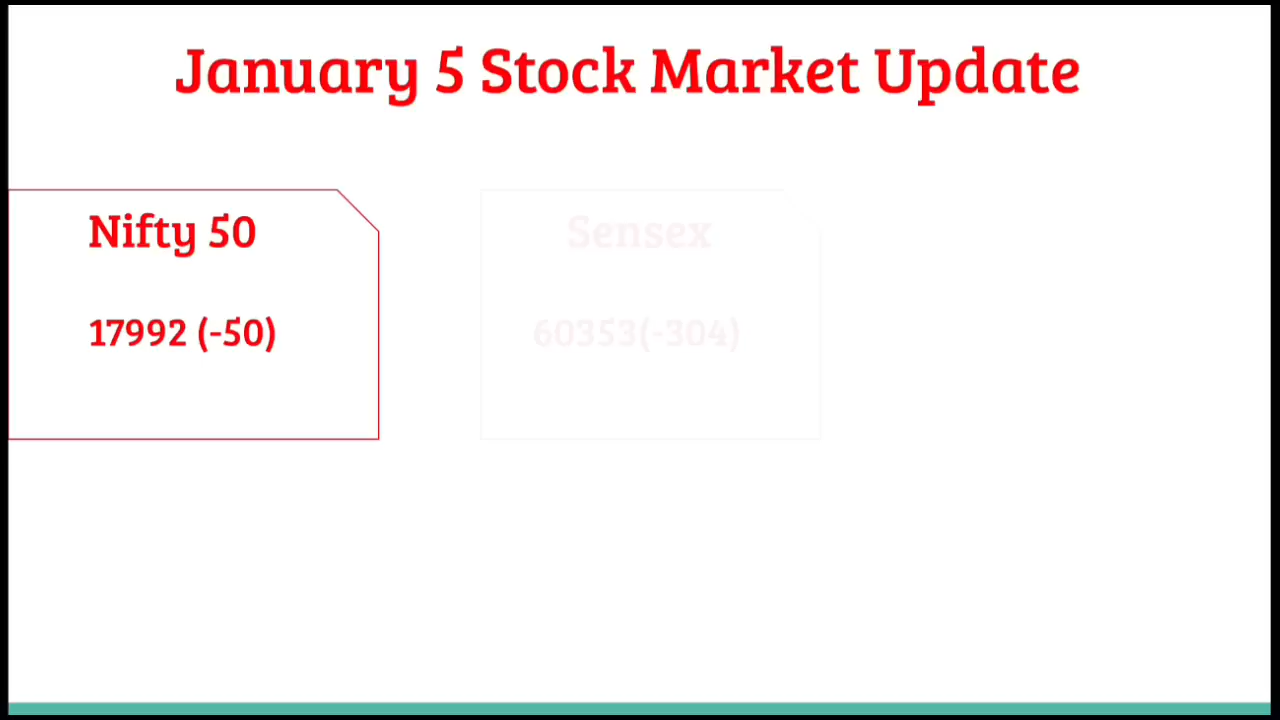 January 5 Stock Market Update
Nifty 50
17992 (-50)
Sensex
60353(-304)